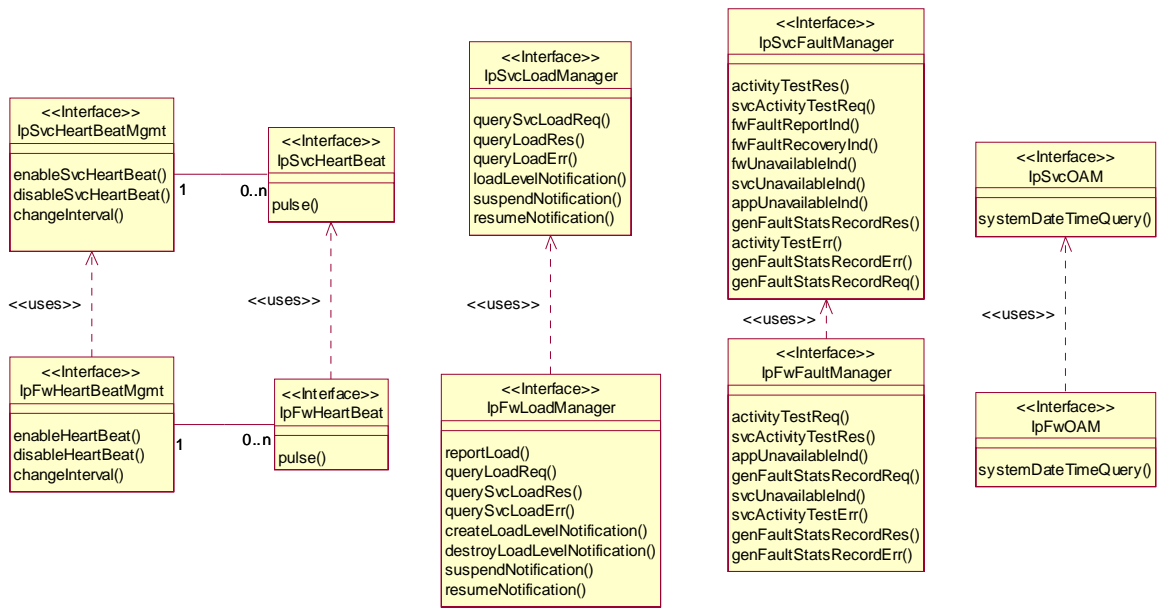 <<Interface>>
IpSvcHeartBeatMgmt
enableSvcHeartBeat()
disableSvcHeartBeat()
changeInterval()
1
0..n
<<Interface>>
IpSvcHeartBeat
pulse()
<<Interface>>
IpSvcLoadManager
querySvcLoadReq()
queryLoadRes()
queryLoadErr()
loadLevelNotification()
suspendNotification()
resumeNotification()
<<Interface>>
IpSvcFaultManager
activityTestRes()
svcActivityTestReq()
fwFaultReportInd()
fwFaultRecoveryInd()
fwUnavailableInd()
svcUnavailableInd()
appUnavailableInd()
genFaultStatsRecordRes()
activityTestErr()
genFaultStatsRecordErr()
genFaultStatsRecordReq()
<<Interface>>
IpSvcOAM
systemDateTimeQuery()
<<uses>>
<<uses>>
<<uses>>
<<uses>>
<<uses>>
<<Interface>>
IpFwHeartBeatMgmt
enableHeartBeat()
disableHeartBeat()
changeInterval()
1
0..n
<<Interface>>
IpFwHeartBeat
pulse()
<<Interface>>
IpFwLoadManager
reportLoad()
queryLoadReq()
querySvcLoadRes()
querySvcLoadErr()
createLoadLevelNotification()
destroyLoadLevelNotification()
suspendNotification()
resumeNotification()
<<Interface>>
IpFwFaultManager
activityTestReq()
svcActivityTestRes()
appUnavailableInd()
genFaultStatsRecordReq()
svcUnavailableInd()
svcActivityTestErr()
genFaultStatsRecordRes()
genFaultStatsRecordErr()
<<Interface>>
IpFwOAM
systemDateTimeQuery()